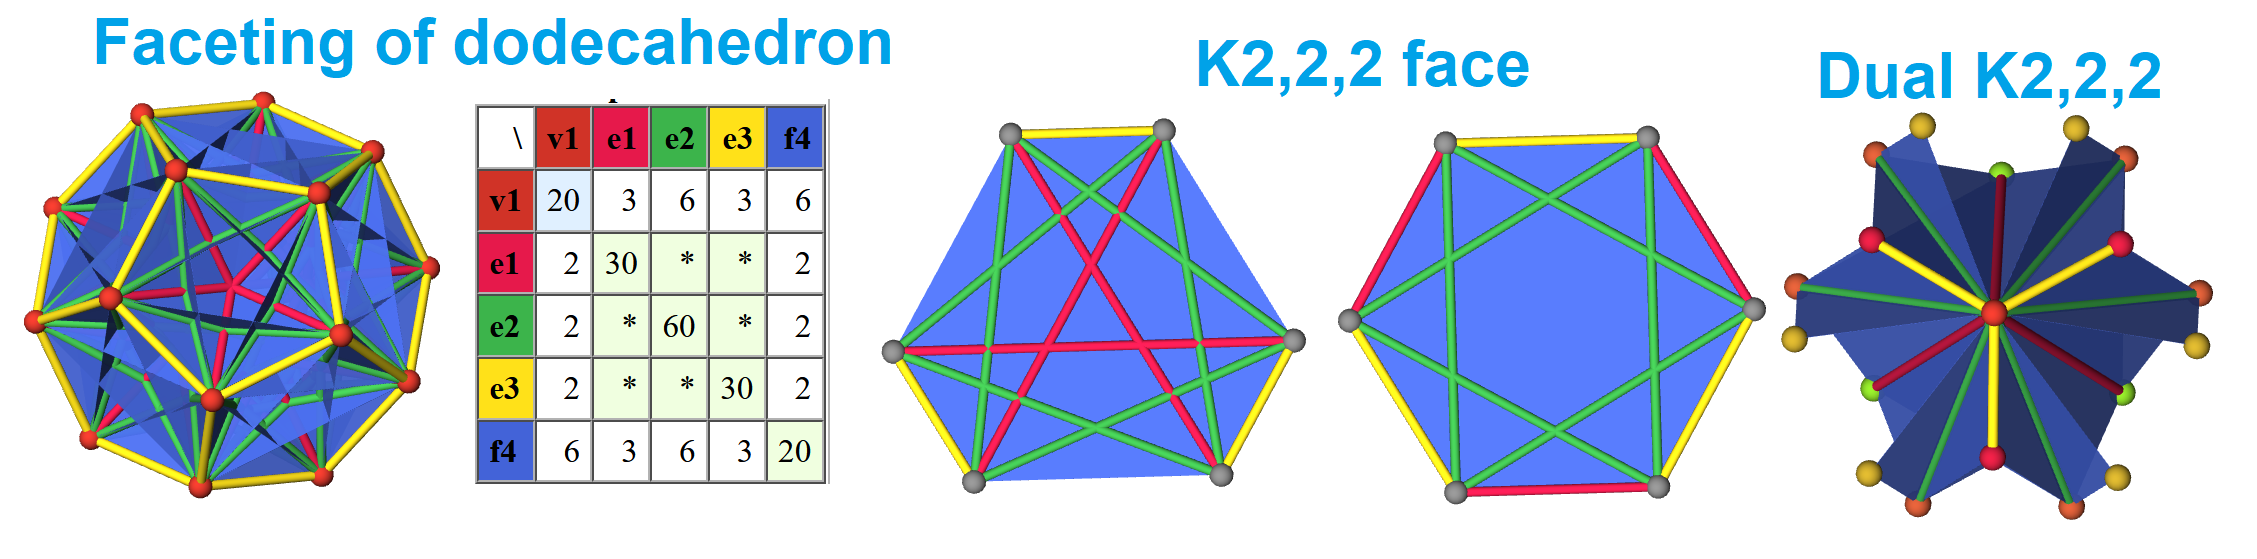 Faceting of dodecahedron
K2,2,2 face
Dual K2,2,2
\ v1 e1 e2 e3 f4
v1 20 3 6 3 6
e1 2 30 * * 2
e2 2 * 60 * 2
e3 2 * * 30 2
f4 6 3 6 3 20